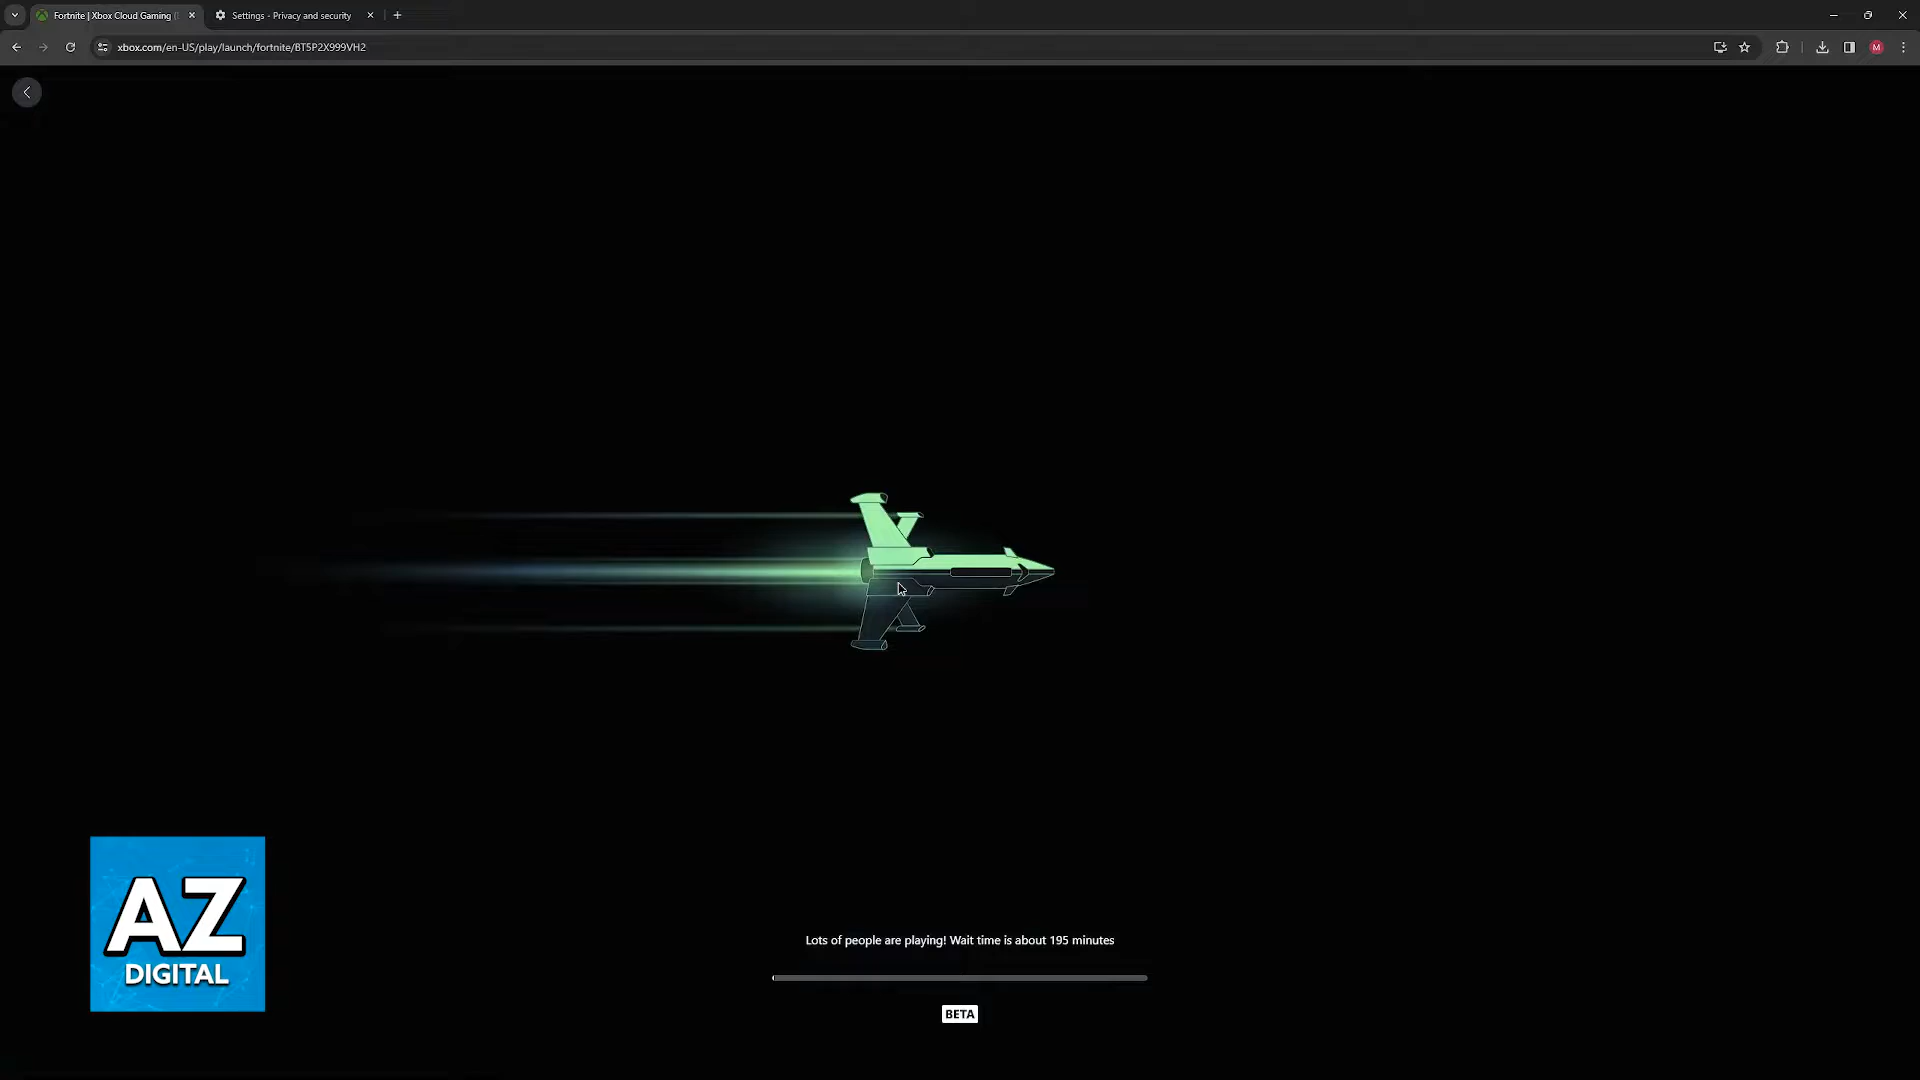 Fortnite | Xbox Cloud Gaming (
Settings - Privacy and security
xbox.com/en-US/play/launch/fortnite/BT5P2X999VH2
M
AZ
DIGITAL
Lots of people are playing! Wait time is about 195 minutes
BETA